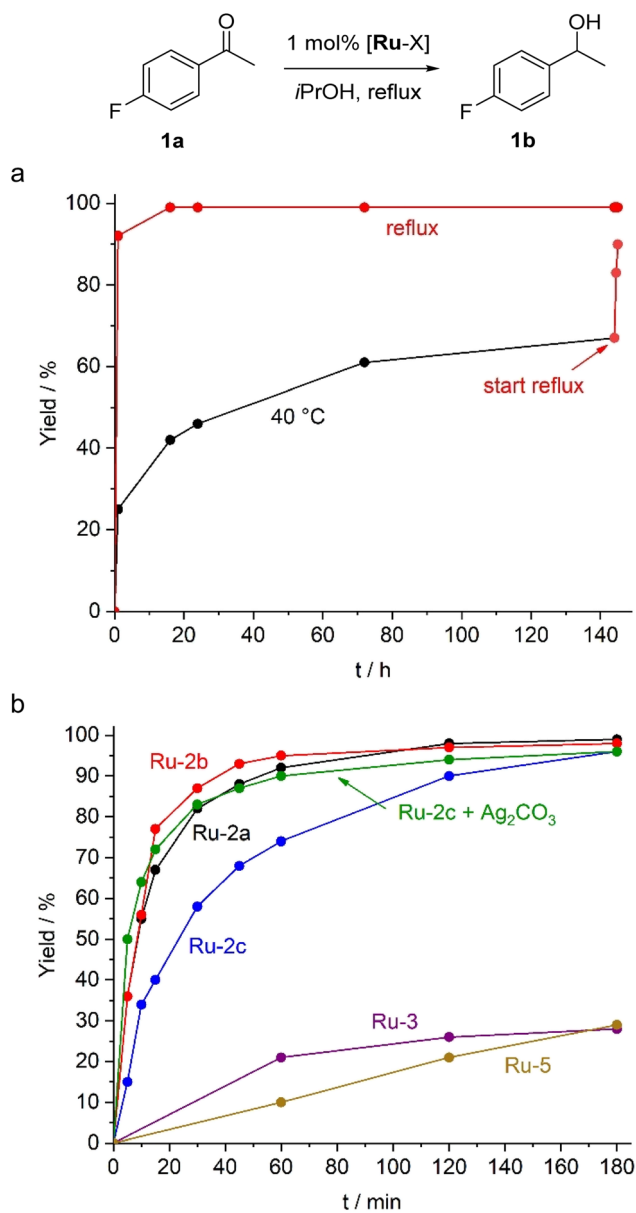 O
OH
1 mol% [Ru-X]
iPrOH, reflux
F
F
1a
1b
a
100
80
60
40
20
0
Yield / %
reflux
start reflux
40 °C
0 20 40 60 80 100 120 140
t / h
b
100
90
80
70
60
50
40
30
20
10
0
Yield / %
Ru-2b
Ru-2a
Ru-2c + Ag₂CO₃
Ru-2c
Ru-3
Ru-5
0 20 40 60 80 100 120 140 160 180
t / min